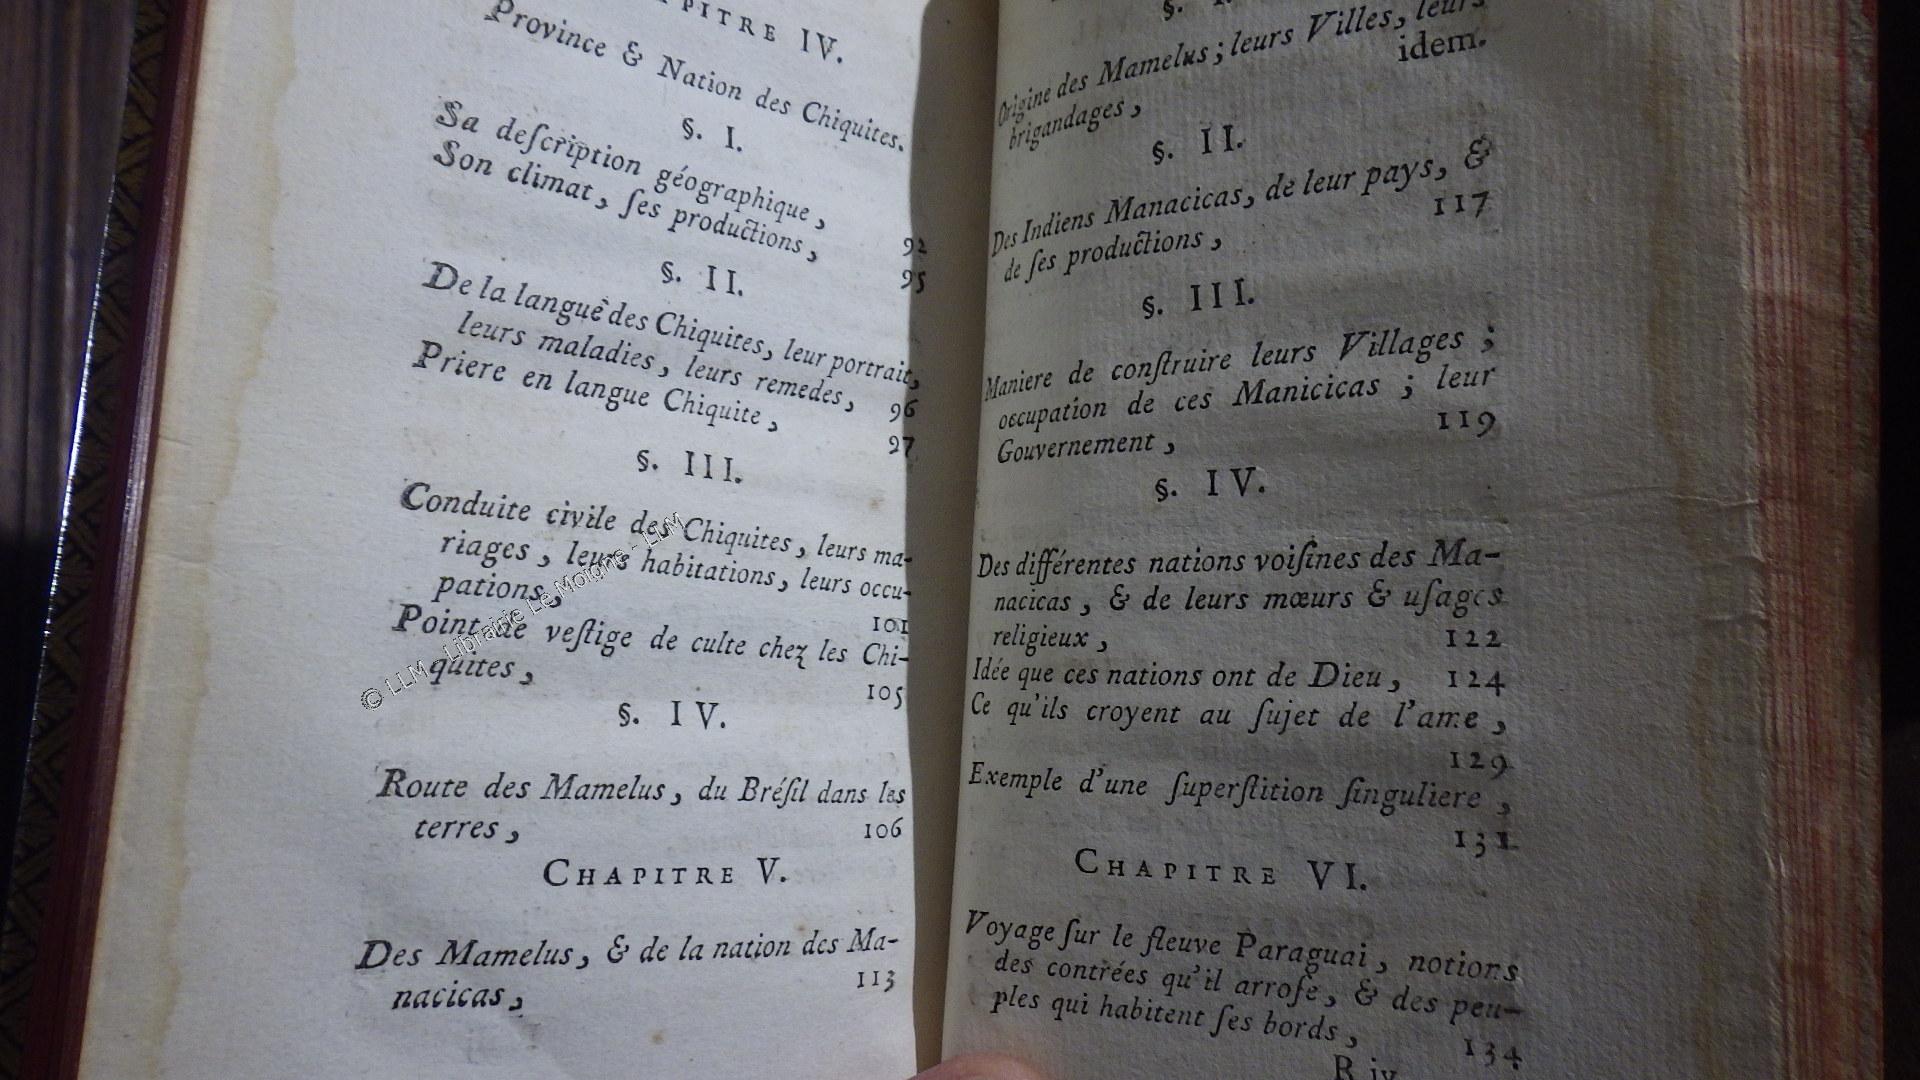 CHAPITRE IV.
Province & Nation des Chiquites.
§. I.
Sa deſcription géographique, 92
Son climat, ſes productions, 95
§. II.
De la langue des Chiquites, leur portrait,
leurs maladies, leurs remedes, 96
Priere en langue Chiquite, 97
§. III.
Conduite civile des Chiquites, leurs ma-
riages, leurs habitations, leurs occu-
pations, 101
Point de veſtige de culte chez les Chi-
quites, 105
§. IV.
Route des Mamelus, du Bréſil dans les
terres, 106
CHAPITRE V.
Des Mamelus, & de la nation des Ma-
nacicas, 113
§. I.
Origine des Mamelus; leurs Villes, leurs
brigandages, idem.
§. II.
Des Indiens Manacicas, de leur pays, &
de ſes productions, 117
§. III.
Maniere de conſtruire leurs Villages;
occupation de ces Manicicas; leur
Gouvernement, 119
§. IV.
Des différentes nations voiſines des Ma-
nacicas, & de leurs mœurs & uſages
religieux, 122
Idée que ces nations ont de Dieu, 124
Ce qu'ils croyent au ſujet de l'ame,
129
Exemple d'une ſuperſtition ſinguliere,
131
CHAPITRE VI.
Voyage ſur le fleuve Paraguai, notions
des contrées qu'il arroſe, & des peu-
ples qui habitent ſes bords, 134
R iv
© LLM - Librairie Le Moigne - LLM